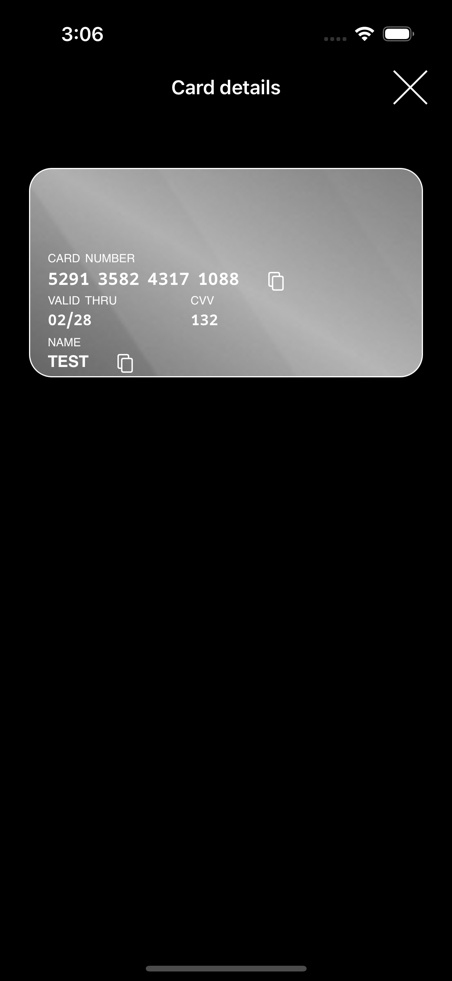 3:06
Card details
CARD NUMBER
5291 3582 4317 1088
VALID THRU CVV
02/28 132
NAME
TEST